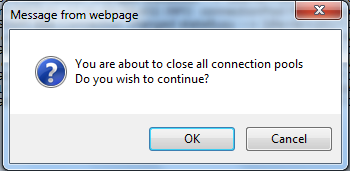 Message from webpage
You are about to close all connection pools
Do you wish to continue?
OK
Cancel